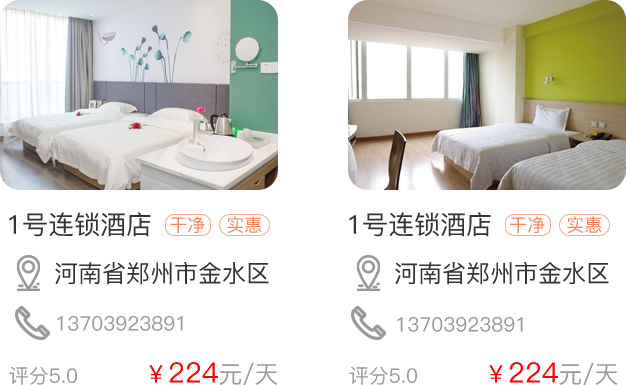 1号连锁酒店 干净 实惠
河南省郑州市金水区
13703923891
评分5.0 ￥224元/天
1号连锁酒店 干净 实惠
河南省郑州市金水区
13703923891
评分5.0 ￥224元/天